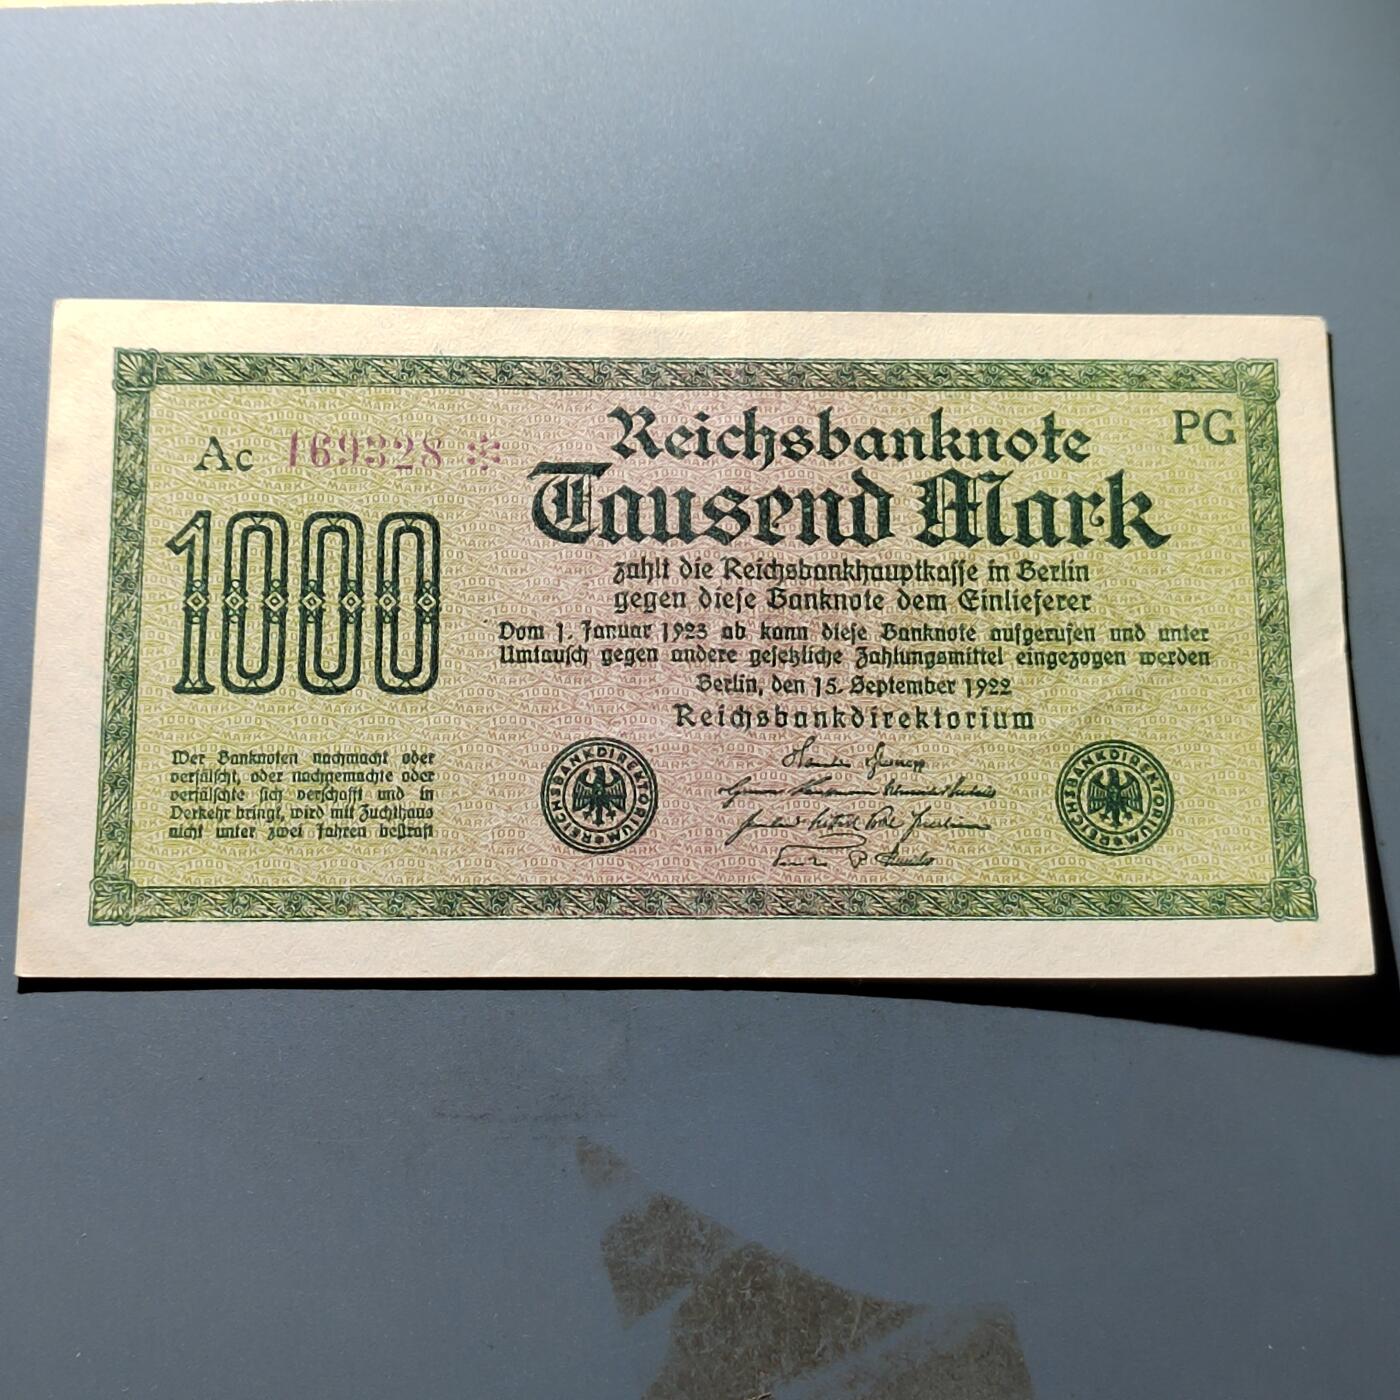 Reichsbanknote
PG
Ac 169328 *
Tausend Mark
1000
zahlt die Reichsbankhauptkasse in Berlin
gegen diese Banknote dem Einlieferer
Vom 1. Januar 1923 ab kann diese Banknote aufgerufen und unter
Umtausch gegen andere gesetzliche Zahlungsmittel eingezogen werden
Berlin, den 15. September 1922
Reichsbankdirektorium
Wer Banknoten nachmacht oder
verfälscht, oder nachgemachte oder
verfälschte sich verschafft und in
Verkehr bringt, wird mit Zuchthaus
nicht unter zwei Jahren bestraft
REICHSBANKDIREKTORIUM
REICHSBANKDIREKTORIUM